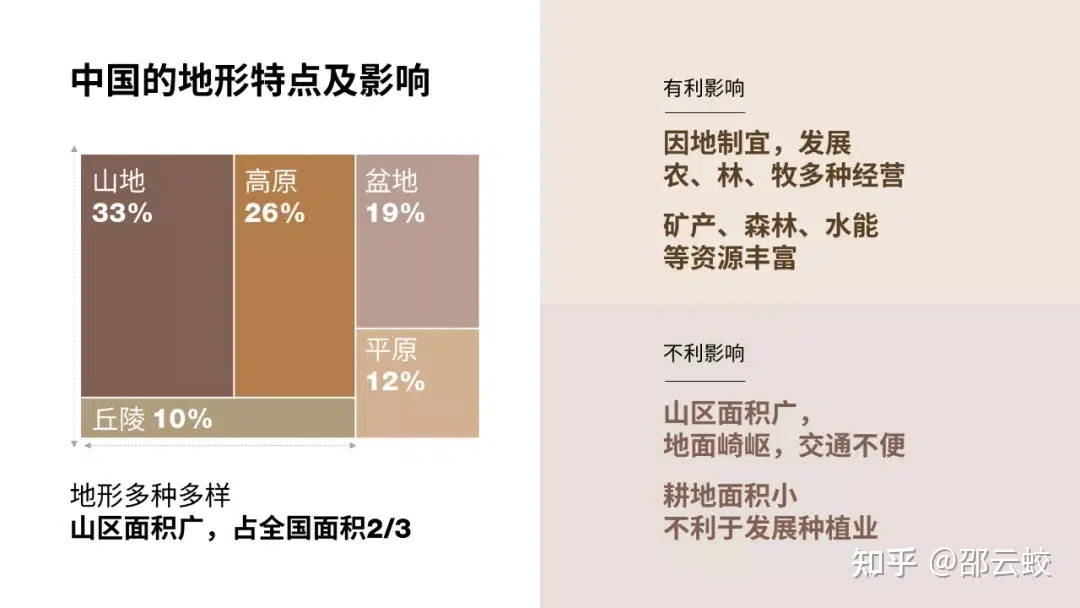 中国的地形特点及影响
山地
33%
高原
26%
盆地
19%
平原
12%
丘陵 10%
地形多种多样
山区面积广，占全国面积2/3
有利影响
因地制宜，发展
农、林、牧多种经营
矿产、森林、水能
等资源丰富
不利影响
山区面积广，
地面崎岖，交通不便
耕地面积小
不利于发展种植业
知乎 @邵云蛟